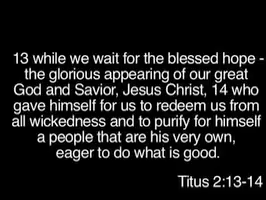 13 while we wait for the blessed hope -
the glorious appearing of our great
God and Savior, Jesus Christ, 14 who
gave himself for us to redeem us from
all wickedness and to purify for himself
a people that are his very own,
eager to do what is good.
Titus 2:13-14